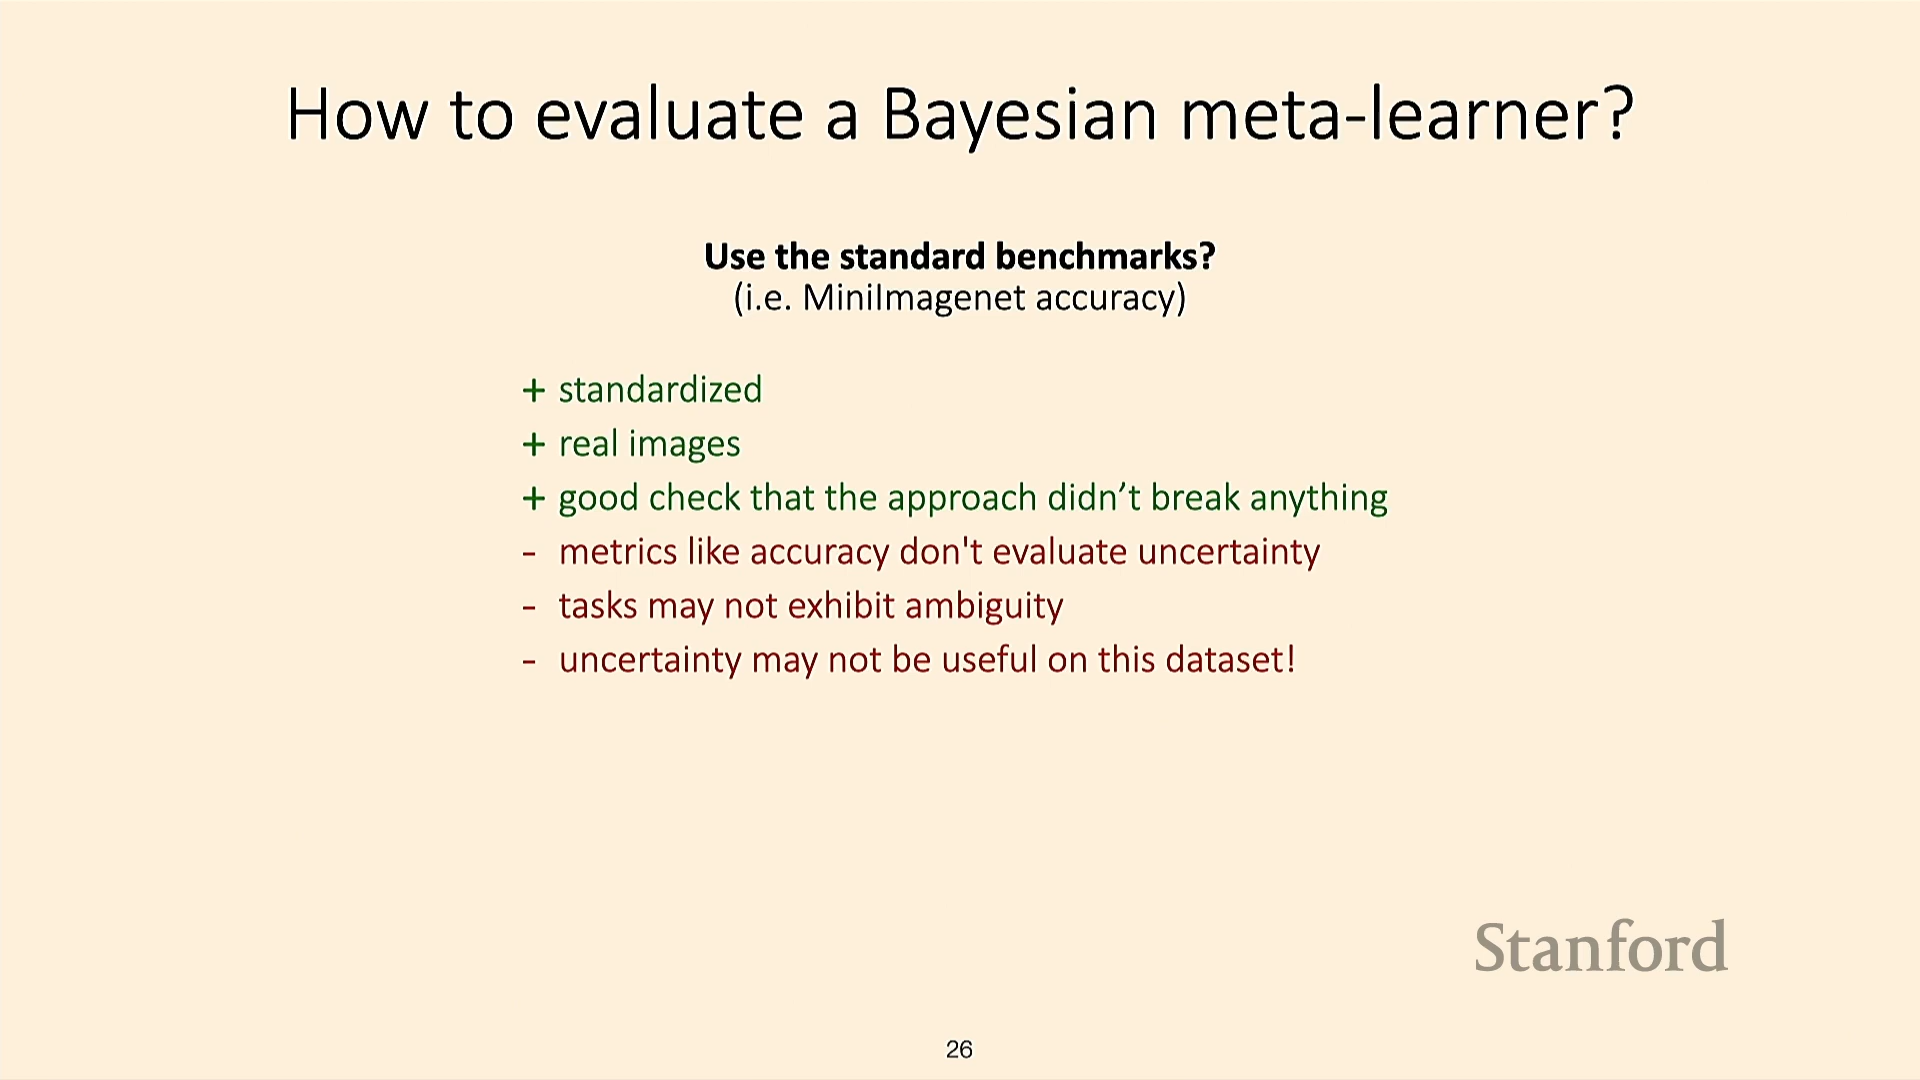 How to evaluate a Bayesian meta-learner?
Use the standard benchmarks?
(i.e. MiniImagenet accuracy)
+ standardized
+ real images
+ good check that the approach didn’t break anything
- metrics like accuracy don't evaluate uncertainty
- tasks may not exhibit ambiguity
- uncertainty may not be useful on this dataset!
Stanford
26